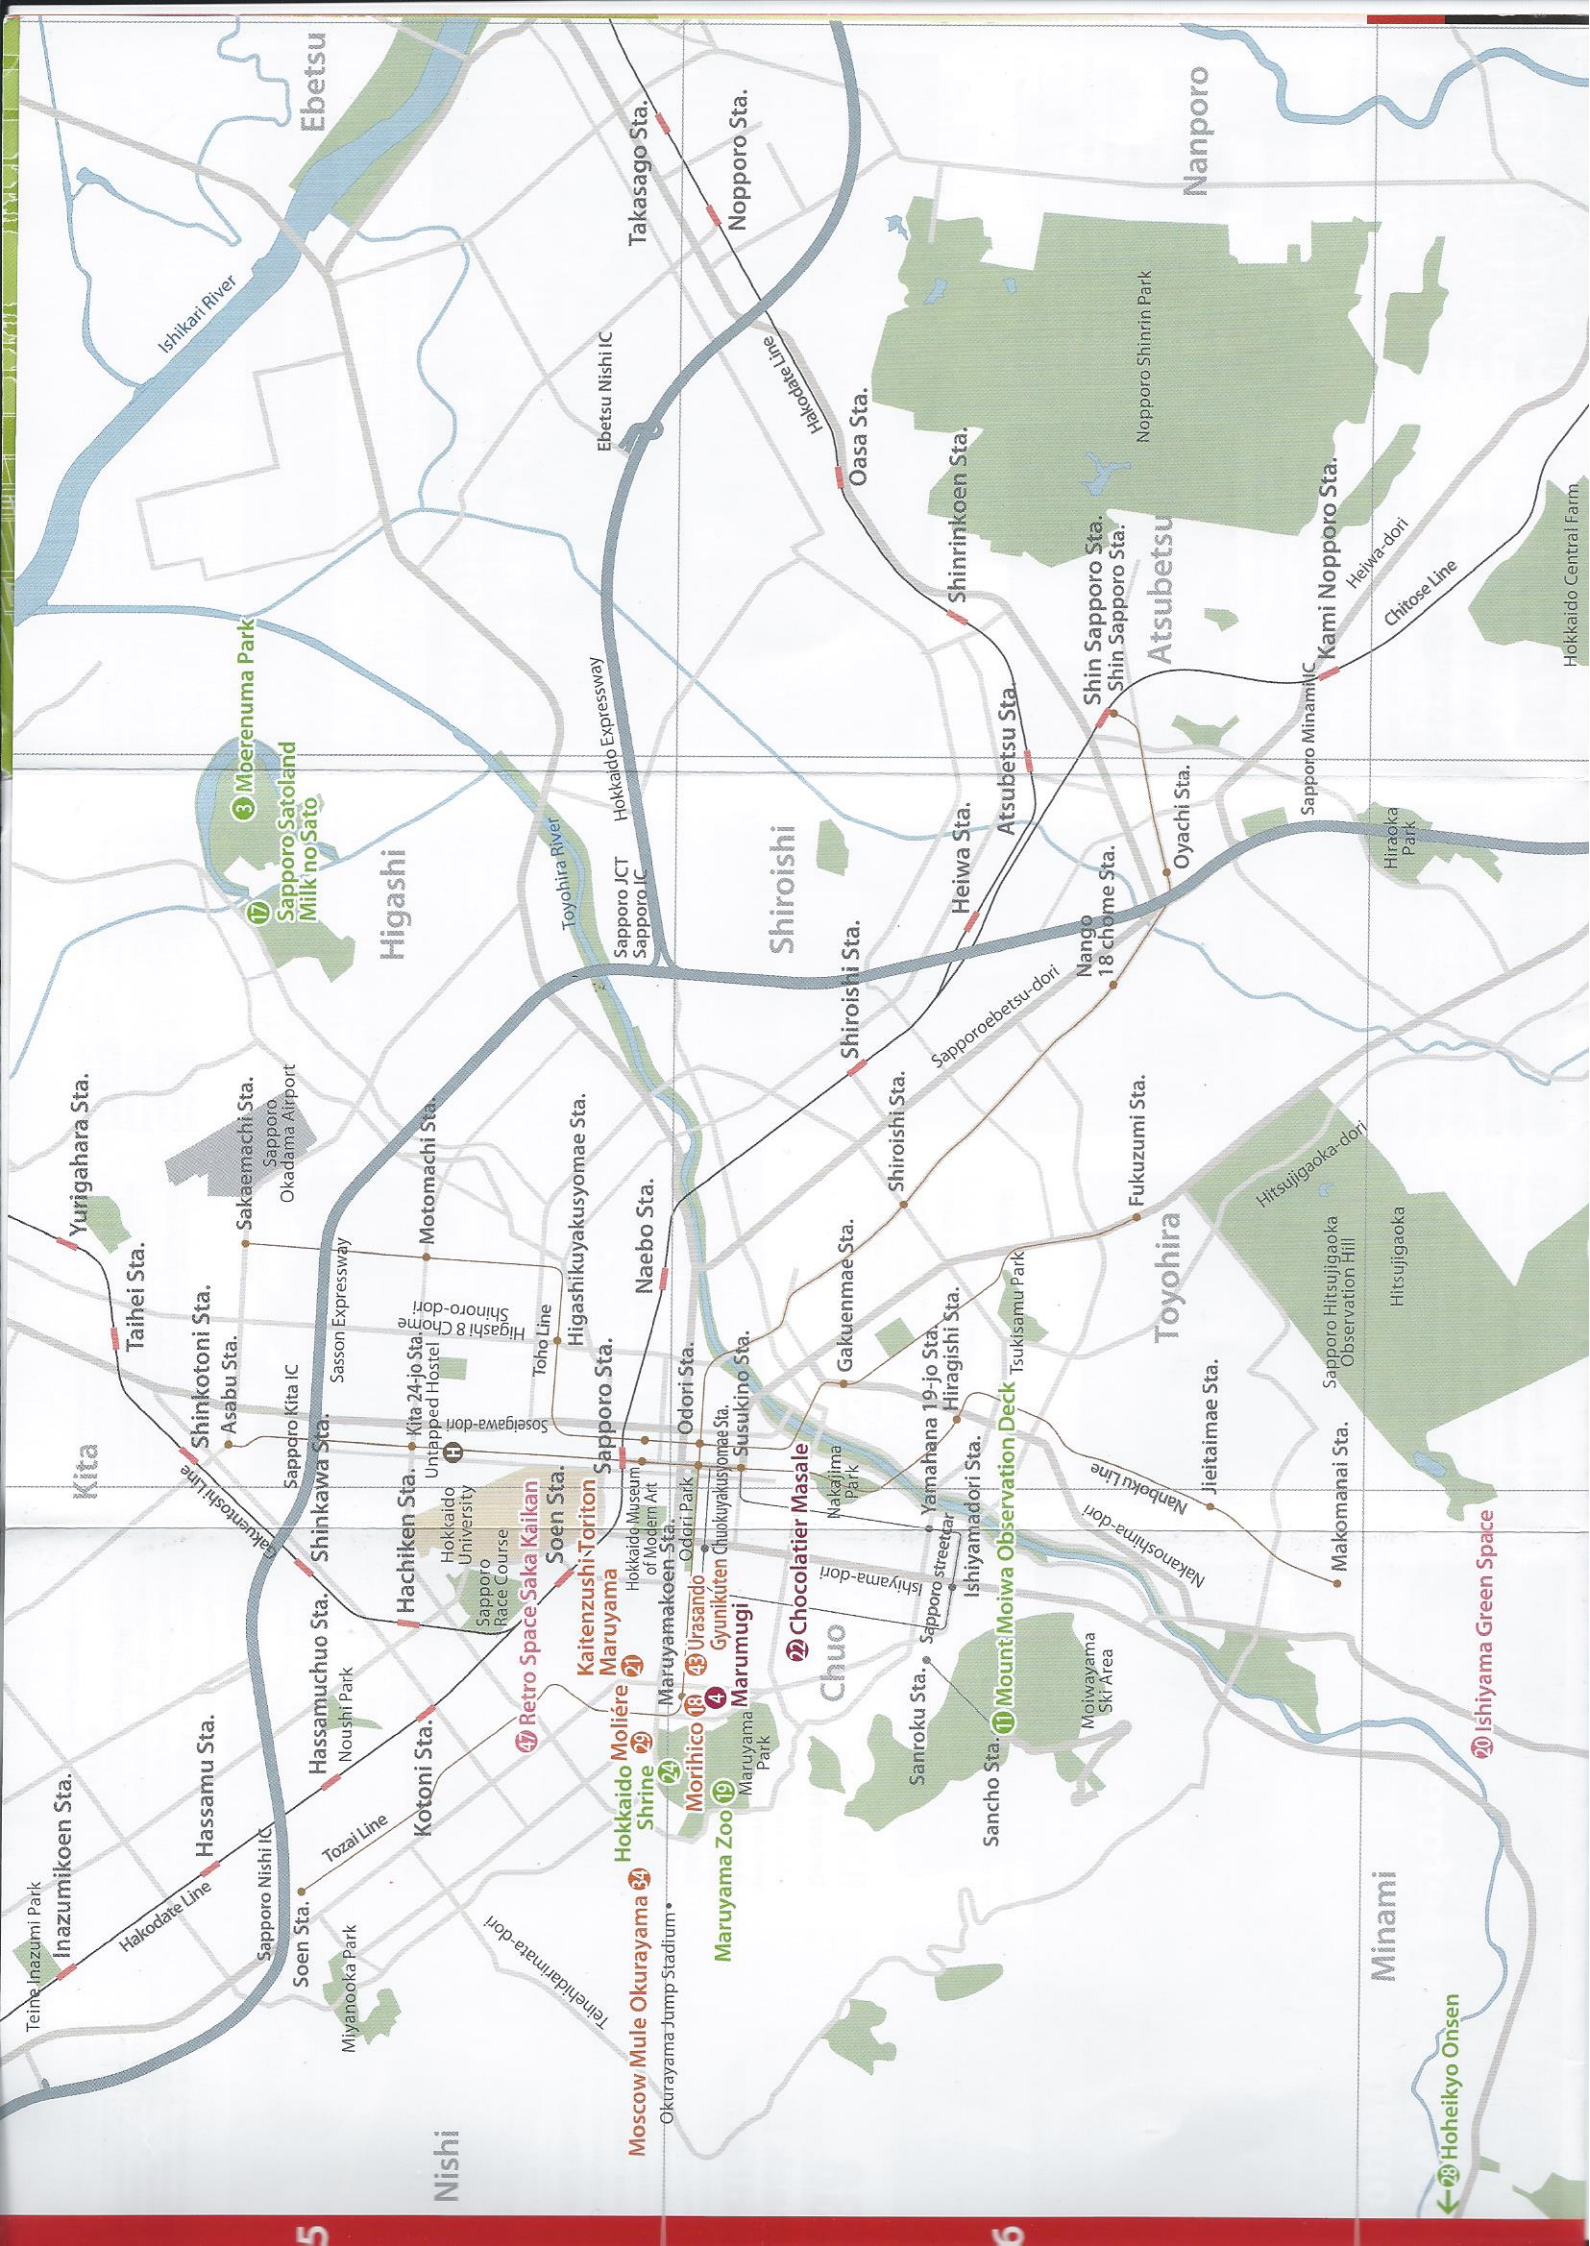 Ebetsu
Ishikari River
Takasago Sta.
Nopporo Sta.
Nanporo
Hakodate Line
Ebetsu Nishi IC
Oasa Sta.
Nopporo Shinrin Park
Shinrinkoen Sta.
Shin Sapporo Sta.
Shin Sapporo Sta.
Atsubetsu
Kami Nopporo Sta.
Heiwa-dori
Chitose Line
Hokkaido Central Farm
3 Moerenuma Park
17 Sapporo Satoland
Milk no Sato
Higashi
Toyohira River
Hokkaido Expressway
Sapporo JCT
Sapporo IC
Shiroishi
Atsubetsu Sta.
Heiwa Sta.
Shiroishi Sta.
Sapporoebetsu-dori
Nango
18 chome Sta.
Oyachi Sta.
Sapporo Minami IC
Hiraoka
Park
Yurigahara Sta.
Taihei Sta.
Sakaemachi Sta.
Sapporo
Okadama Airport
Motomachi Sta.
Sasson Expressway
Higashi 8 Chome
Shinoro-dori
Toho Line
Higashikuyakusyomae Sta.
Naebo Sta.
Shiroishi Sta.
Fukuzumi Sta.
Hitsujigaoka-dori
Toyohira
Sapporo Hitsujigaoka
Observation Hill
Hitsujigaoka
Kita
Shinkotoni Sta.
Asabu Sta.
Gakuentoshi Line
Sapporo Kita IC
Shinkawa Sta.
Kita 24-jo Sta.
Untapped Hostel
H
Soseigawa-dori
Hachiken Sta.
Hokkaido
University
Sapporo
Race Course
47 Retro Space Saka Kaikan
Soen Sta.
Sapporo Sta.
Odori Sta.
Susukino Sta.
Chuokuyakusyomae Sta.
Odori Park
Hokkaido Museum
of Modern Art
Kaitenzushi Toriton
Maruyama 21
Maruyamakoen Sta.
43 Urasando
Gyunikuten
4 Marumugi
22 Chocolatier Masale
Nakajima
Park
Gakuenmae Sta.
Yamahana 19-jo Sta.
Hiragishi Sta.
Tsukisamu Park
Ishiyamadori Sta.
Ishiyama-dori
Sapporo streetcar
Nanboku Line
Nakanoshima-dori
Jieitaimae Sta.
Makomanai Sta.
Chuo
Sanroku Sta.
Sancho Sta.
11 Mount Moiwa Observation Deck
Moiwayama
Ski Area
20 Ishiyama Green Space
Teine Inazumi Park
Inazumikoen Sta.
Hassamu Sta.
Hassamuchuo Sta.
Noushi Park
Kotoni Sta.
Hakodate Line
Sapporo Nishi IC
Soen Sta.
Tozai Line
Miyanooka Park
Teinehidarimata-dori
Moliére 29
Hokkaido
Shrine 24
Morihico 18
Maruyama
Park
Maruyama Zoo 19
Moscow Mule Okurayama 34
Okurayama Jump Stadium
Nishi
Minami
←28 Hoheikyo Onsen
5
6